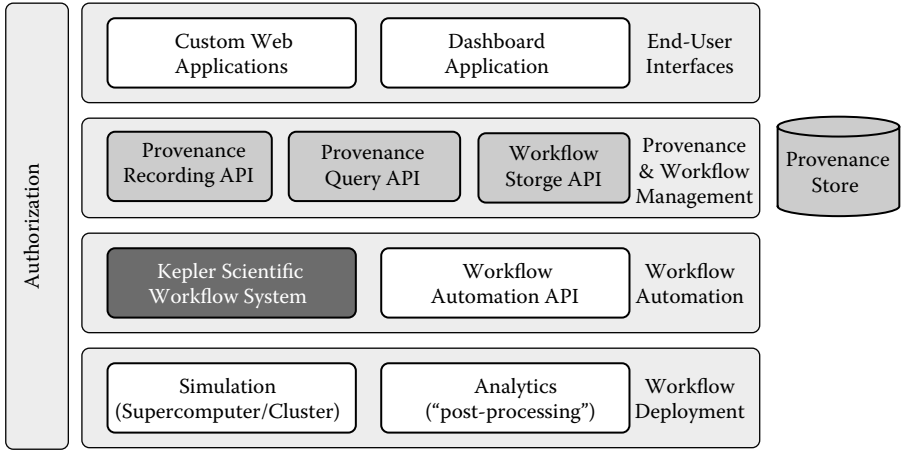 Authorization
Custom Web
Applications
Dashboard
Application
End-User
Interfaces
Provenance
Recording API
Provenance
Query API
Workflow
Storge API
Provenance
& Workflow
Management
Provenance
Store
Kepler Scientific
Workflow System
Workflow
Automation API
Workflow
Automation
Simulation
(Supercomputer/Cluster)
Analytics
(“post-processing”)
Workflow
Deployment